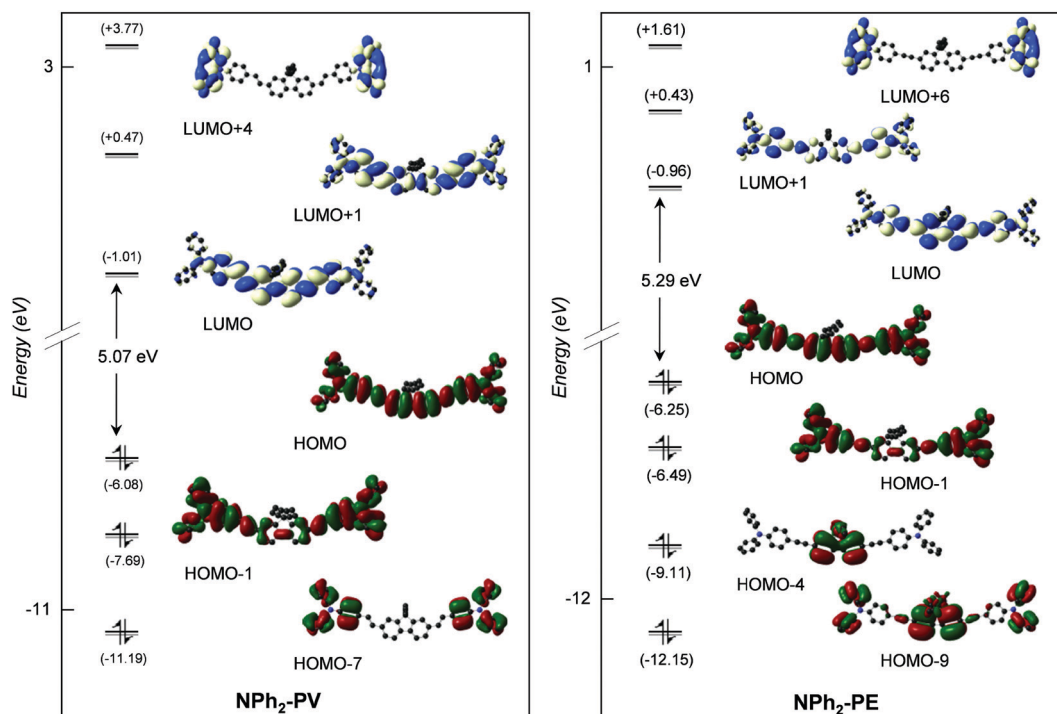 Energy (eV)
3
-11
(+3.77)
LUMO+4
(+0.47)
LUMO+1
(-1.01)
LUMO
5.07 eV
HOMO
(-6.08)
(-7.69)
HOMO-1
(-11.19)
HOMO-7
NPh₂-PV
Energy (eV)
1
-12
(+1.61)
LUMO+6
(+0.43)
LUMO+1
(-0.96)
LUMO
5.29 eV
HOMO
(-6.25)
(-6.49)
HOMO-1
(-9.11)
HOMO-4
(-12.15)
HOMO-9
NPh₂-PE